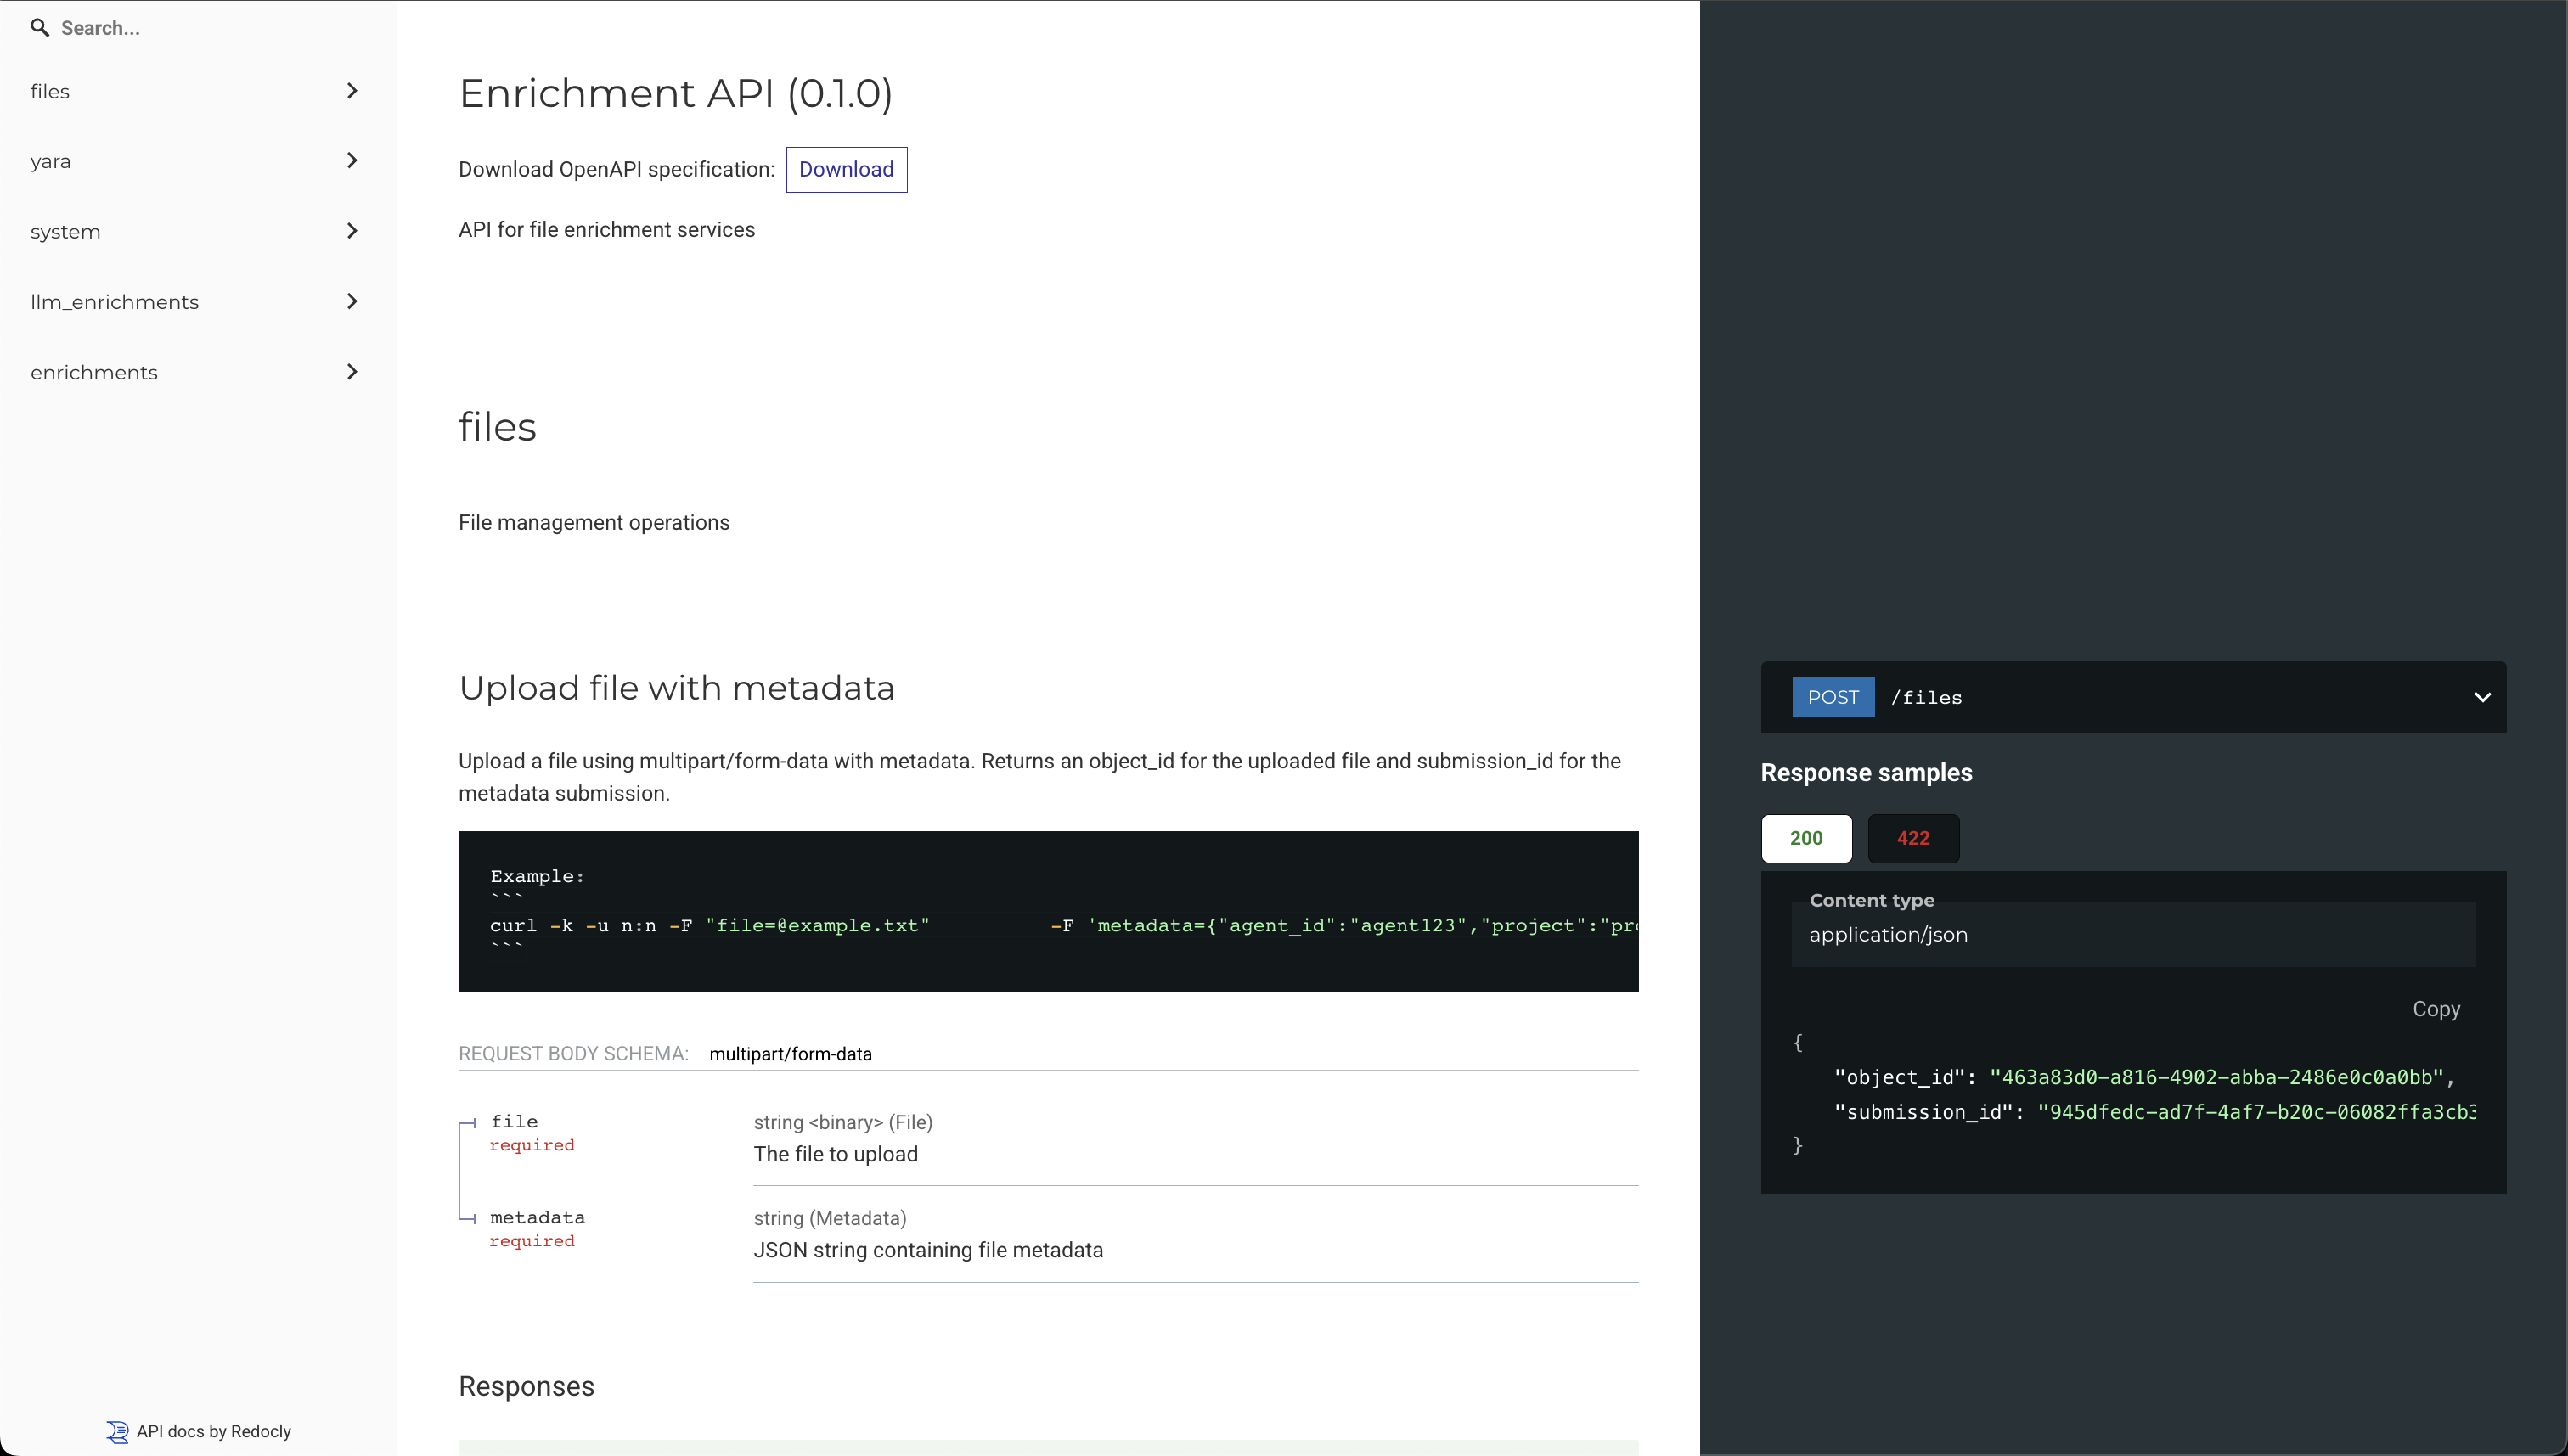 Search...
files
yara
system
llm_enrichments
enrichments
API docs by Redocly
Enrichment API (0.1.0)
Download OpenAPI specification: Download
API for file enrichment services
files
File management operations
Upload file with metadata
Upload a file using multipart/form-data with metadata. Returns an object_id for the uploaded file and submission_id for the
metadata submission.
Example:
```
curl -k -u n:n -F "file=@example.txt" -F 'metadata={"agent_id":"agent123","project":"pro
```
REQUEST BODY SCHEMA: multipart/form-data
file
required
string <binary> (File)
The file to upload
metadata
required
string (Metadata)
JSON string containing file metadata
Responses
POST /files
Response samples
200 422
Content type
application/json
Copy
{
"object_id": "463a83d0-a816-4902-abba-2486e0c0a0bb",
"submission_id": "945dfedc-ad7f-4af7-b20c-06082ffa3cb3
}